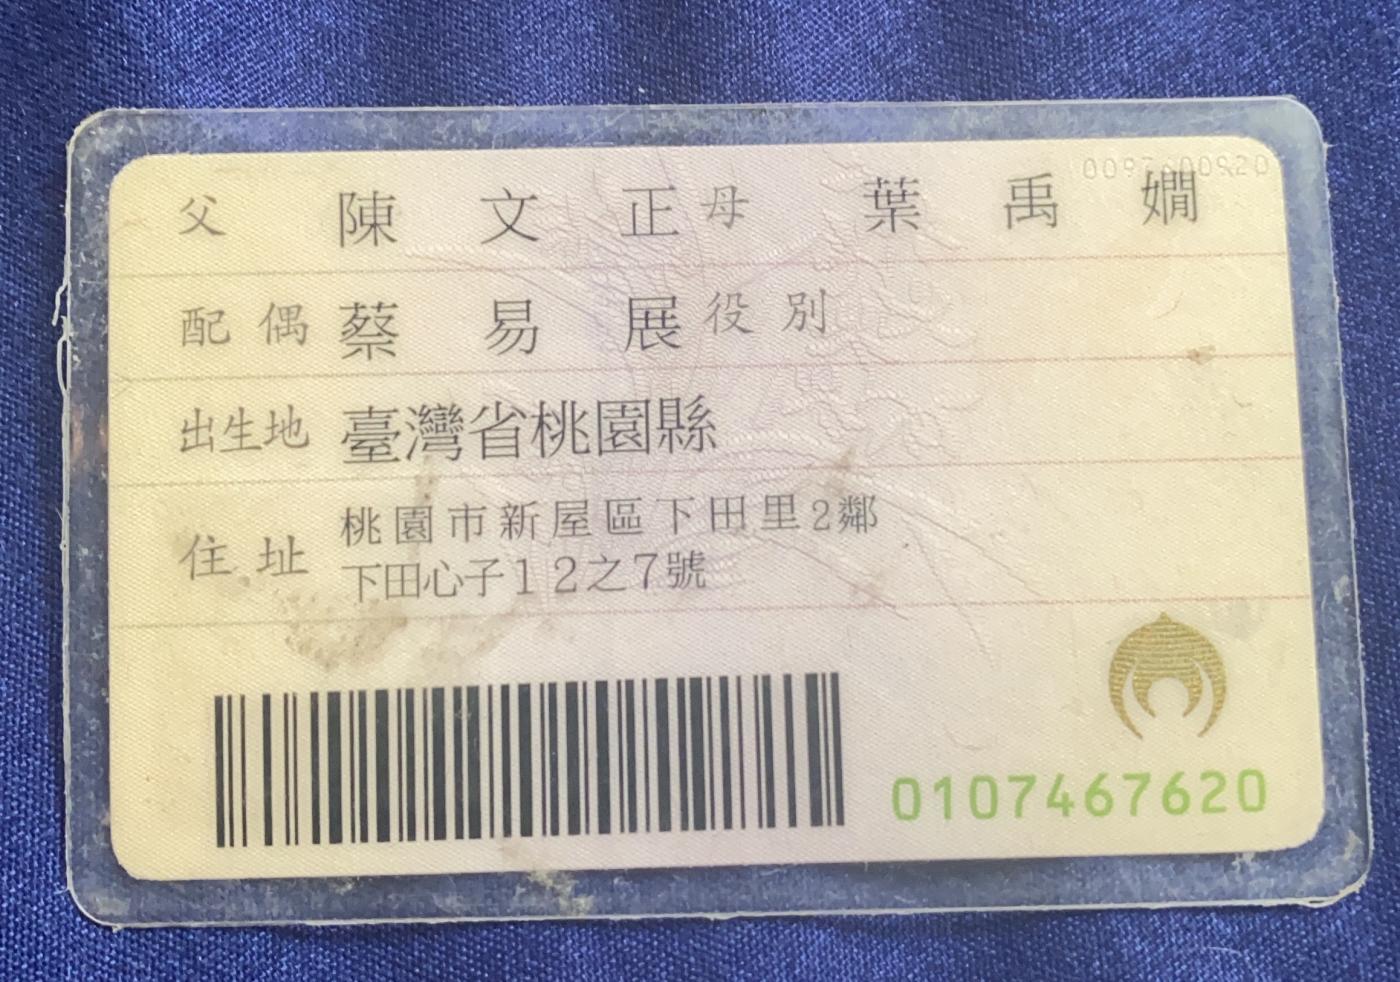 父 陳文正 母 葉禹嫺
配偶 蔡易展 役別
出生地 臺灣省桃園縣
住址 桃園市新屋區下田里2鄰
下田心子12之7號
0107467620